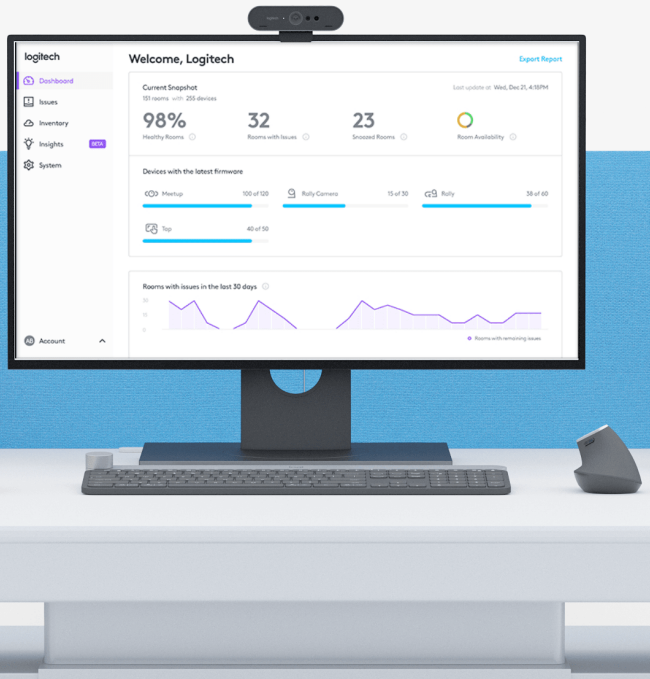 logitech
logitech
Welcome, Logitech
Export Report
Dashboard
Issues
Inventory
Insights
BETA
System
AB
Account
Current Snapshot
Last update at Wed, Dec 21, 4:15PM
151 rooms with 255 devices
98%
32
23
Healthy Rooms
Rooms with Issues
Snoozed Rooms
Room Availability
Devices with the latest firmware
Meetup
100 of 120
Rally Camera
15 of 30
Rally
38 of 60
Tap
40 of 50
Rooms with issues in the last 30 days
0
Rooms with remaining issues